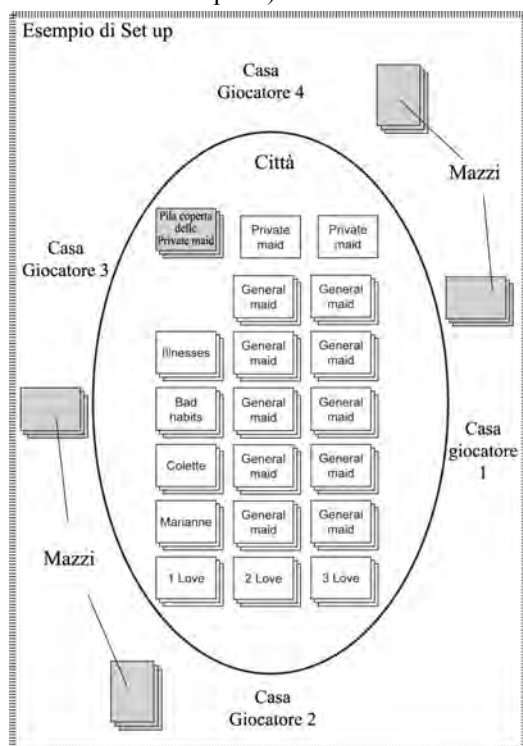 Esempio di Set up
Casa
Giocatore 4
Mazzi
Città
Pila coperta
delle
Private maid
Private
maid
Private
maid
Casa
Giocatore 3
General
maid
General
maid
Illnesses
General
maid
General
maid
Bad
habits
General
maid
General
maid
Casa
giocatore
1
Colette
General
maid
General
maid
Marianne
General
maid
General
maid
Mazzi
1 Love
2 Love
3 Love
Casa
Giocatore 2